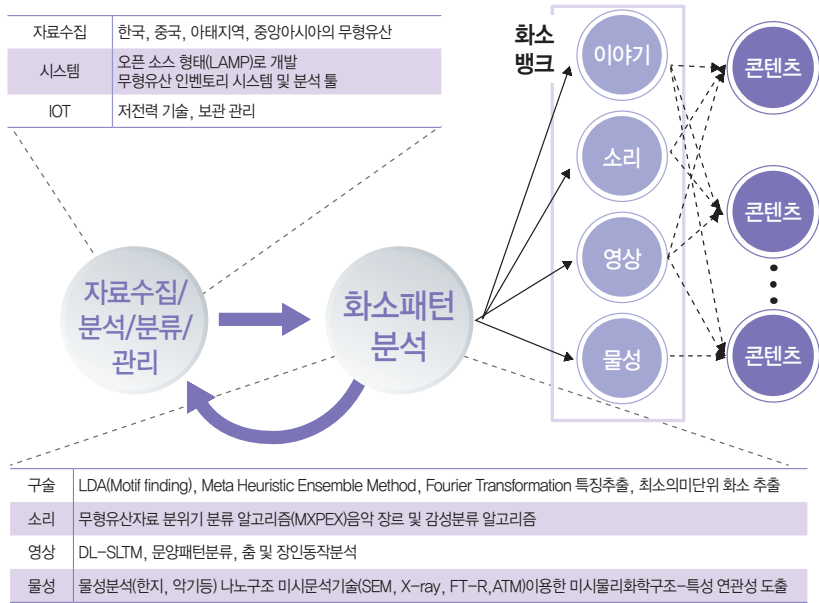 자료수집 한국, 중국, 아태지역, 중앙아시아의 무형유산
시스템 오픈 소스 형태(LAMP)로 개발
무형유산 인벤토리 시스템 및 분석 툴
IOT 저전력 기술, 보관 관리
화소
뱅크
이야기
소리
영상
물성
콘텐츠
콘텐츠
콘텐츠
자료수집/
분석/분류/
관리
화소패턴
분석
구술 LDA(Motif finding), Meta Heuristic Ensemble Method, Fourier Transformation 특징추출, 최소의미단위 화소 추출
소리 무형유산자료 분위기 분류 알고리즘(MXPEX)음악 장르 및 감성분류 알고리즘
영상 DL-SLTM, 문양패턴분류, 춤 및 장인동작분석
물성 물성분석(한지, 악기등) 나노구조 미시문석기술(SEM, X-ray, FT-R,ATM)이용한 미시물리화학구조-특성 연관성 도출